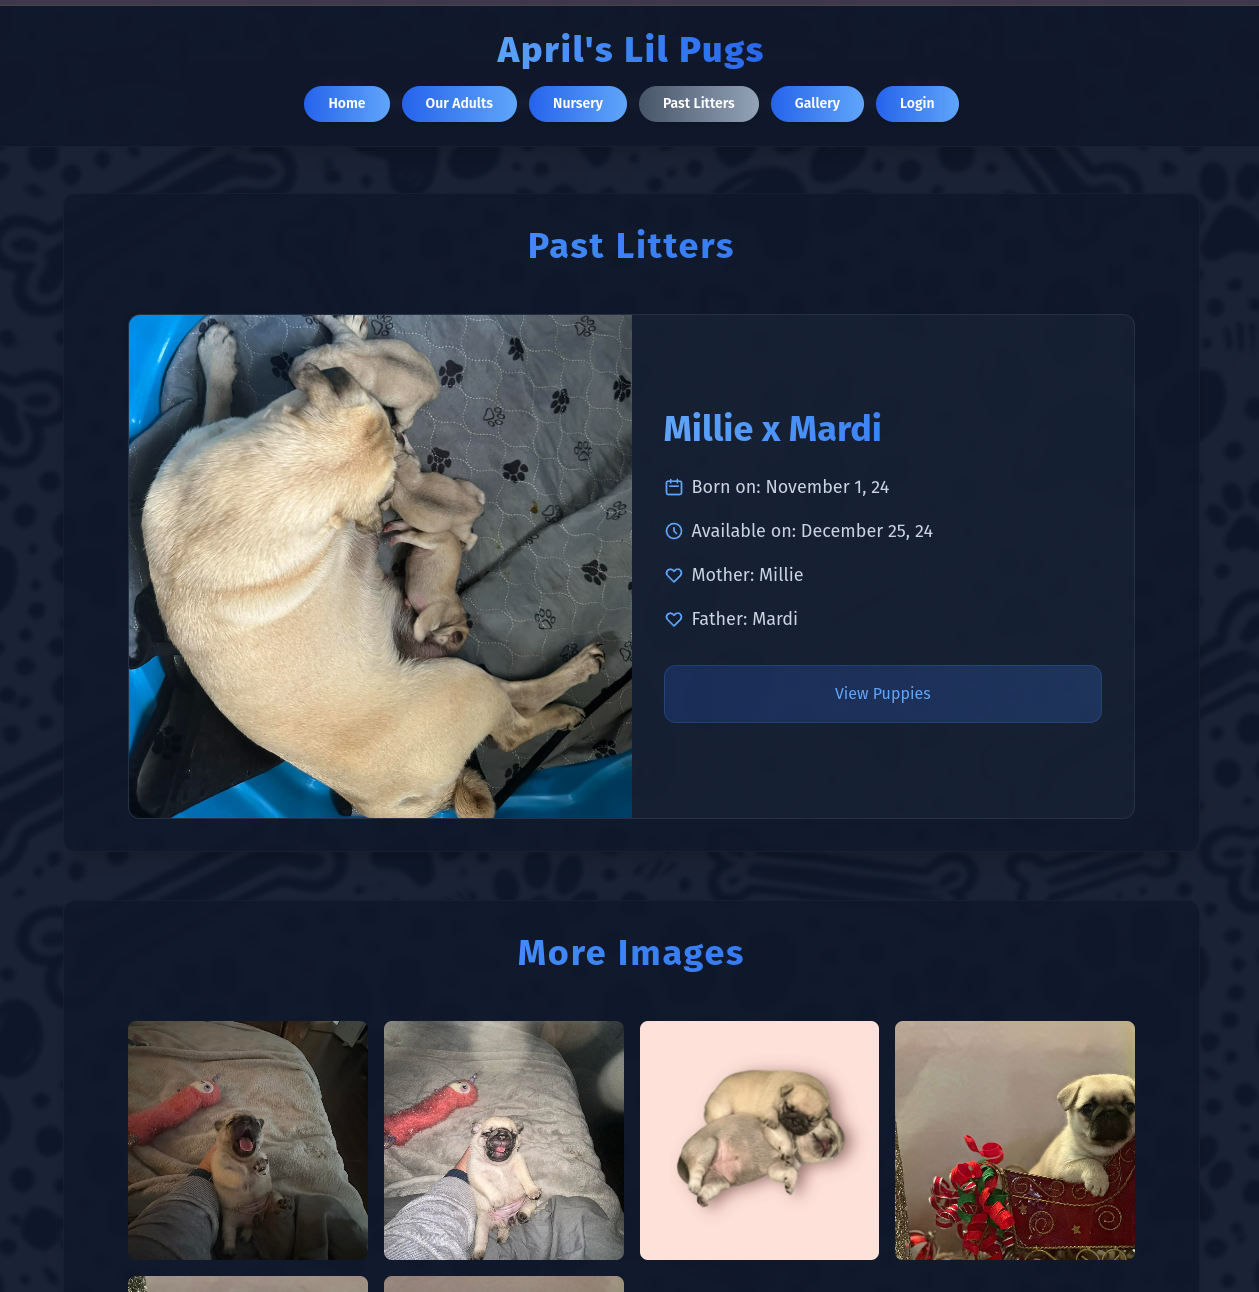 April's Lil Pugs
Home
Our Adults
Nursery
Past Litters
Gallery
Login
Past Litters
Millie x Mardi
Born on: November 1, 24
Available on: December 25, 24
Mother: Millie
Father: Mardi
View Puppies
More Images